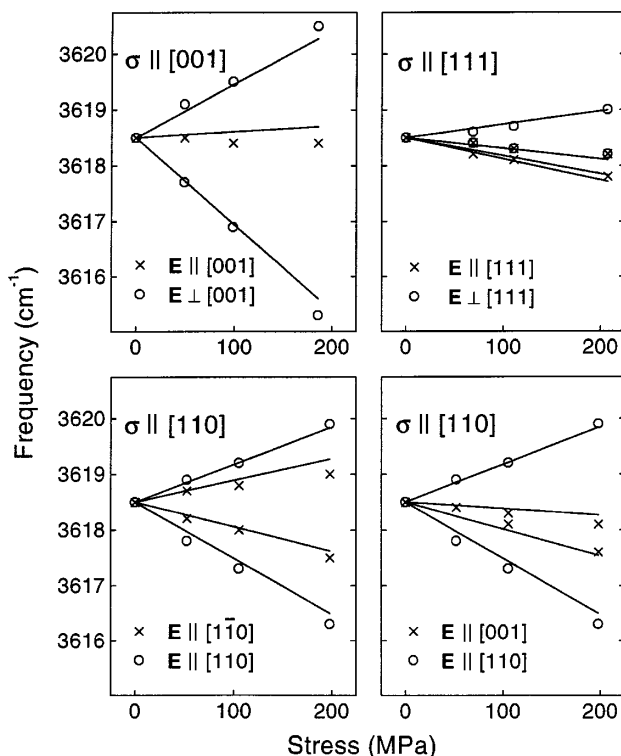 Frequency (cm⁻¹)
3620
3619
3618
3617
3616
σ || [001]
× E || [001]
○ E ⊥ [001]
0 100 200
σ || [111]
× E || [111]
○ E ⊥ [111]
0 100 200
3620
3619
3618
3617
3616
σ || [110]
× E || [11̄0]
○ E || [110]
0 100 200
σ || [110]
× E || [001]
○ E || [110]
0 100 200
Stress (MPa)